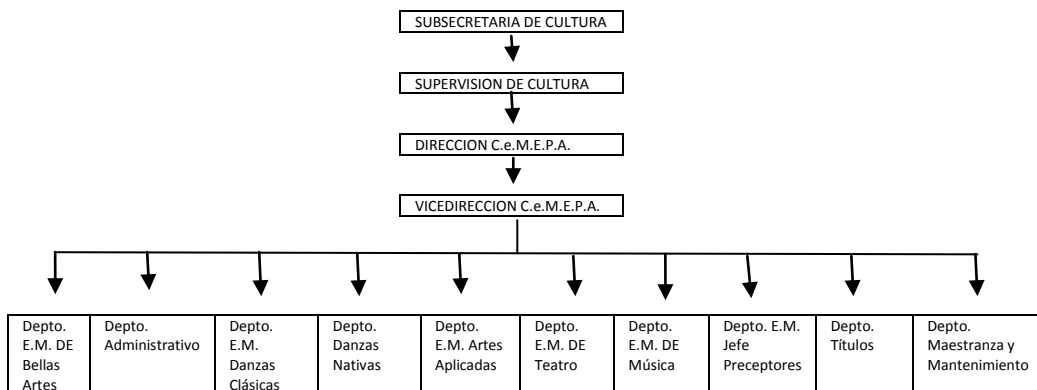 SUBSECRETARIA DE CULTURA
SUPERVISION DE CULTURA
DIRECCION C.e.M.E.P.A.
VICEDIRECCION C.e.M.E.P.A.
Depto.
E.M. DE
Bellas
Artes
Depto.
Administrativo
Depto.
E.M.
Danzas
Clásicas
Depto.
Danzas
Nativas
Depto.
E.M. Artes
Aplicadas
Depto.
E.M. DE
Teatro
Depto.
E.M. DE
Música
Depto. E.M.
Jefe
Preceptores
Depto.
Títulos
Depto.
Maestranza y
Mantenimiento